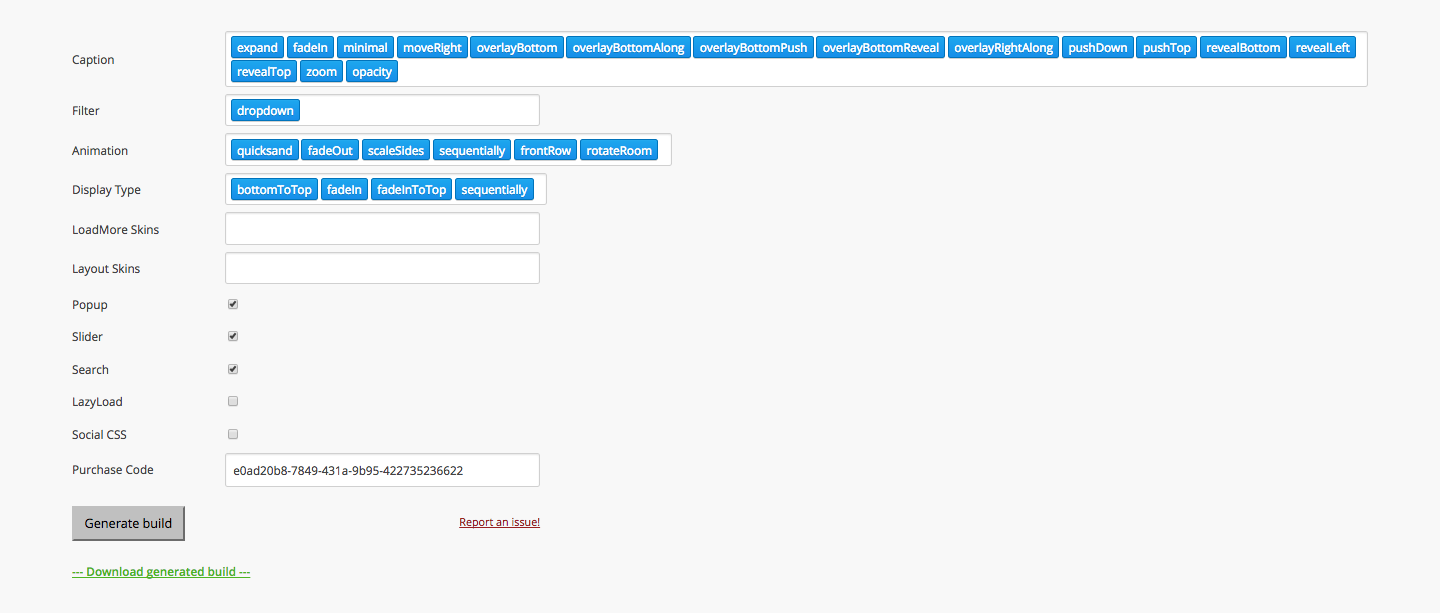 Caption
expand fadeIn minimal moveRight overlayBottom overlayBottomAlong overlayBottomPush overlayBottomReveal overlayRightAlong pushDown pushTop revealBottom revealLeft
revealTop zoom opacity
Filter dropdown
Animation quicksand fadeOut scaleSides sequentially frontRow rotateRoom
Display Type bottomToTop fadeIn fadeInToTop sequentially
LoadMore Skins
Layout Skins
Popup
Slider
Search
LazyLoad
Social CSS
Purchase Code e0ad20b8-7849-431a-9b95-422735236622
Generate build Report an issue!
--- Download generated build ---